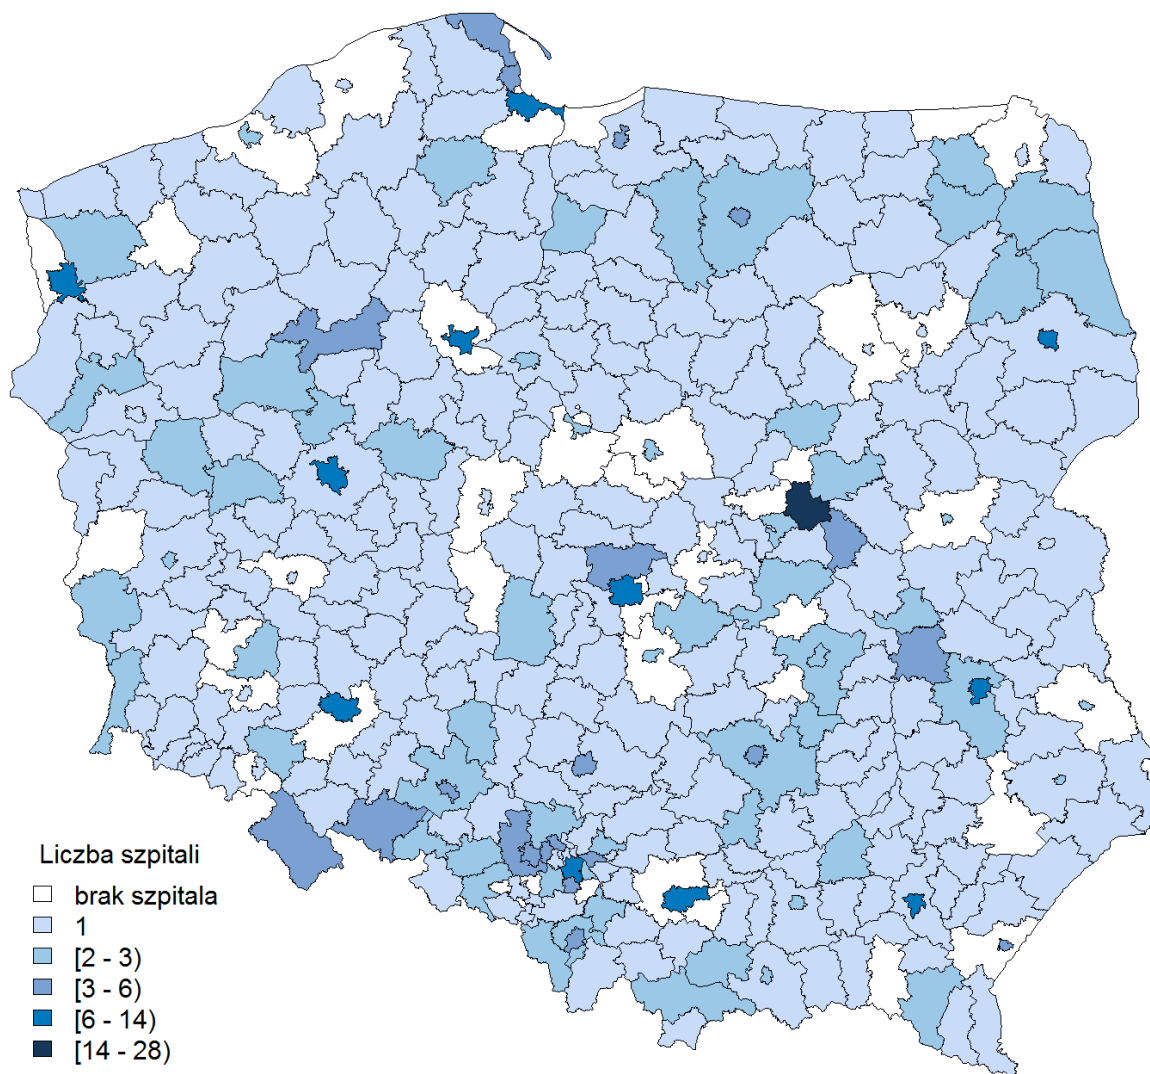 Liczba szpitali
brak szpitala
1
[2 - 3)
[3 - 6)
[6 - 14)
[14 - 28)